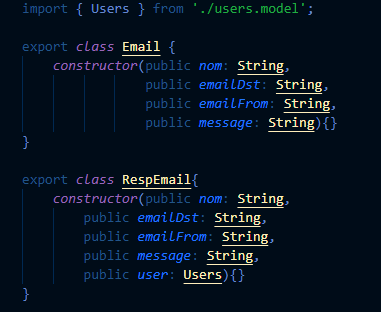 import { Users } from './users.model';
export class Email {
constructor(public nom: String,
public emailDst: String,
public emailFrom: String,
public message: String){}
}
export class RespEmail{
constructor(public nom: String,
public emailDst: String,
public emailFrom: String,
public message: String,
public user: Users){}
}